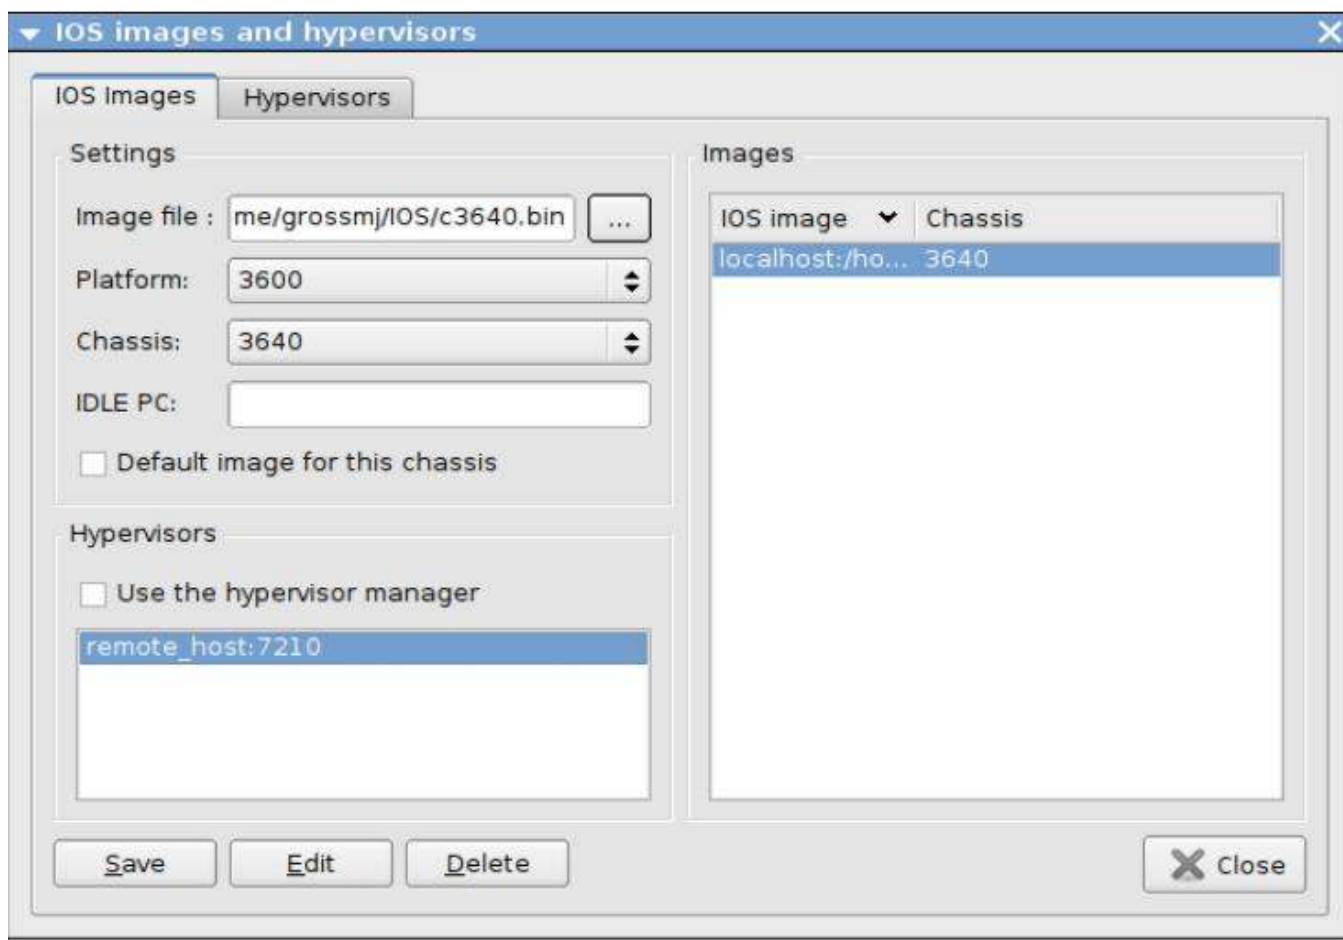 IOS images and hypervisors
IOS Images Hypervisors
Settings
Image file : me/grossmj/IOS/c3640.bin ...
Platform: 3600
Chassis: 3640
IDLE PC:
Default image for this chassis
Hypervisors
Use the hypervisor manager
remote_host:7210
Save Edit Delete
Images
IOS image Chassis
localhost:/ho... 3640
Close